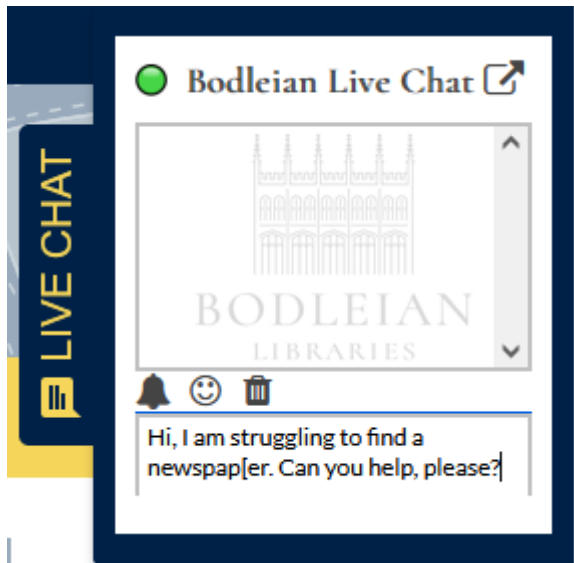 Bodleian Live Chat
LIVE CHAT
BODLEIAN
LIBRARIES
Hi, I am struggling to find a
newspap[er. Can you help, please?